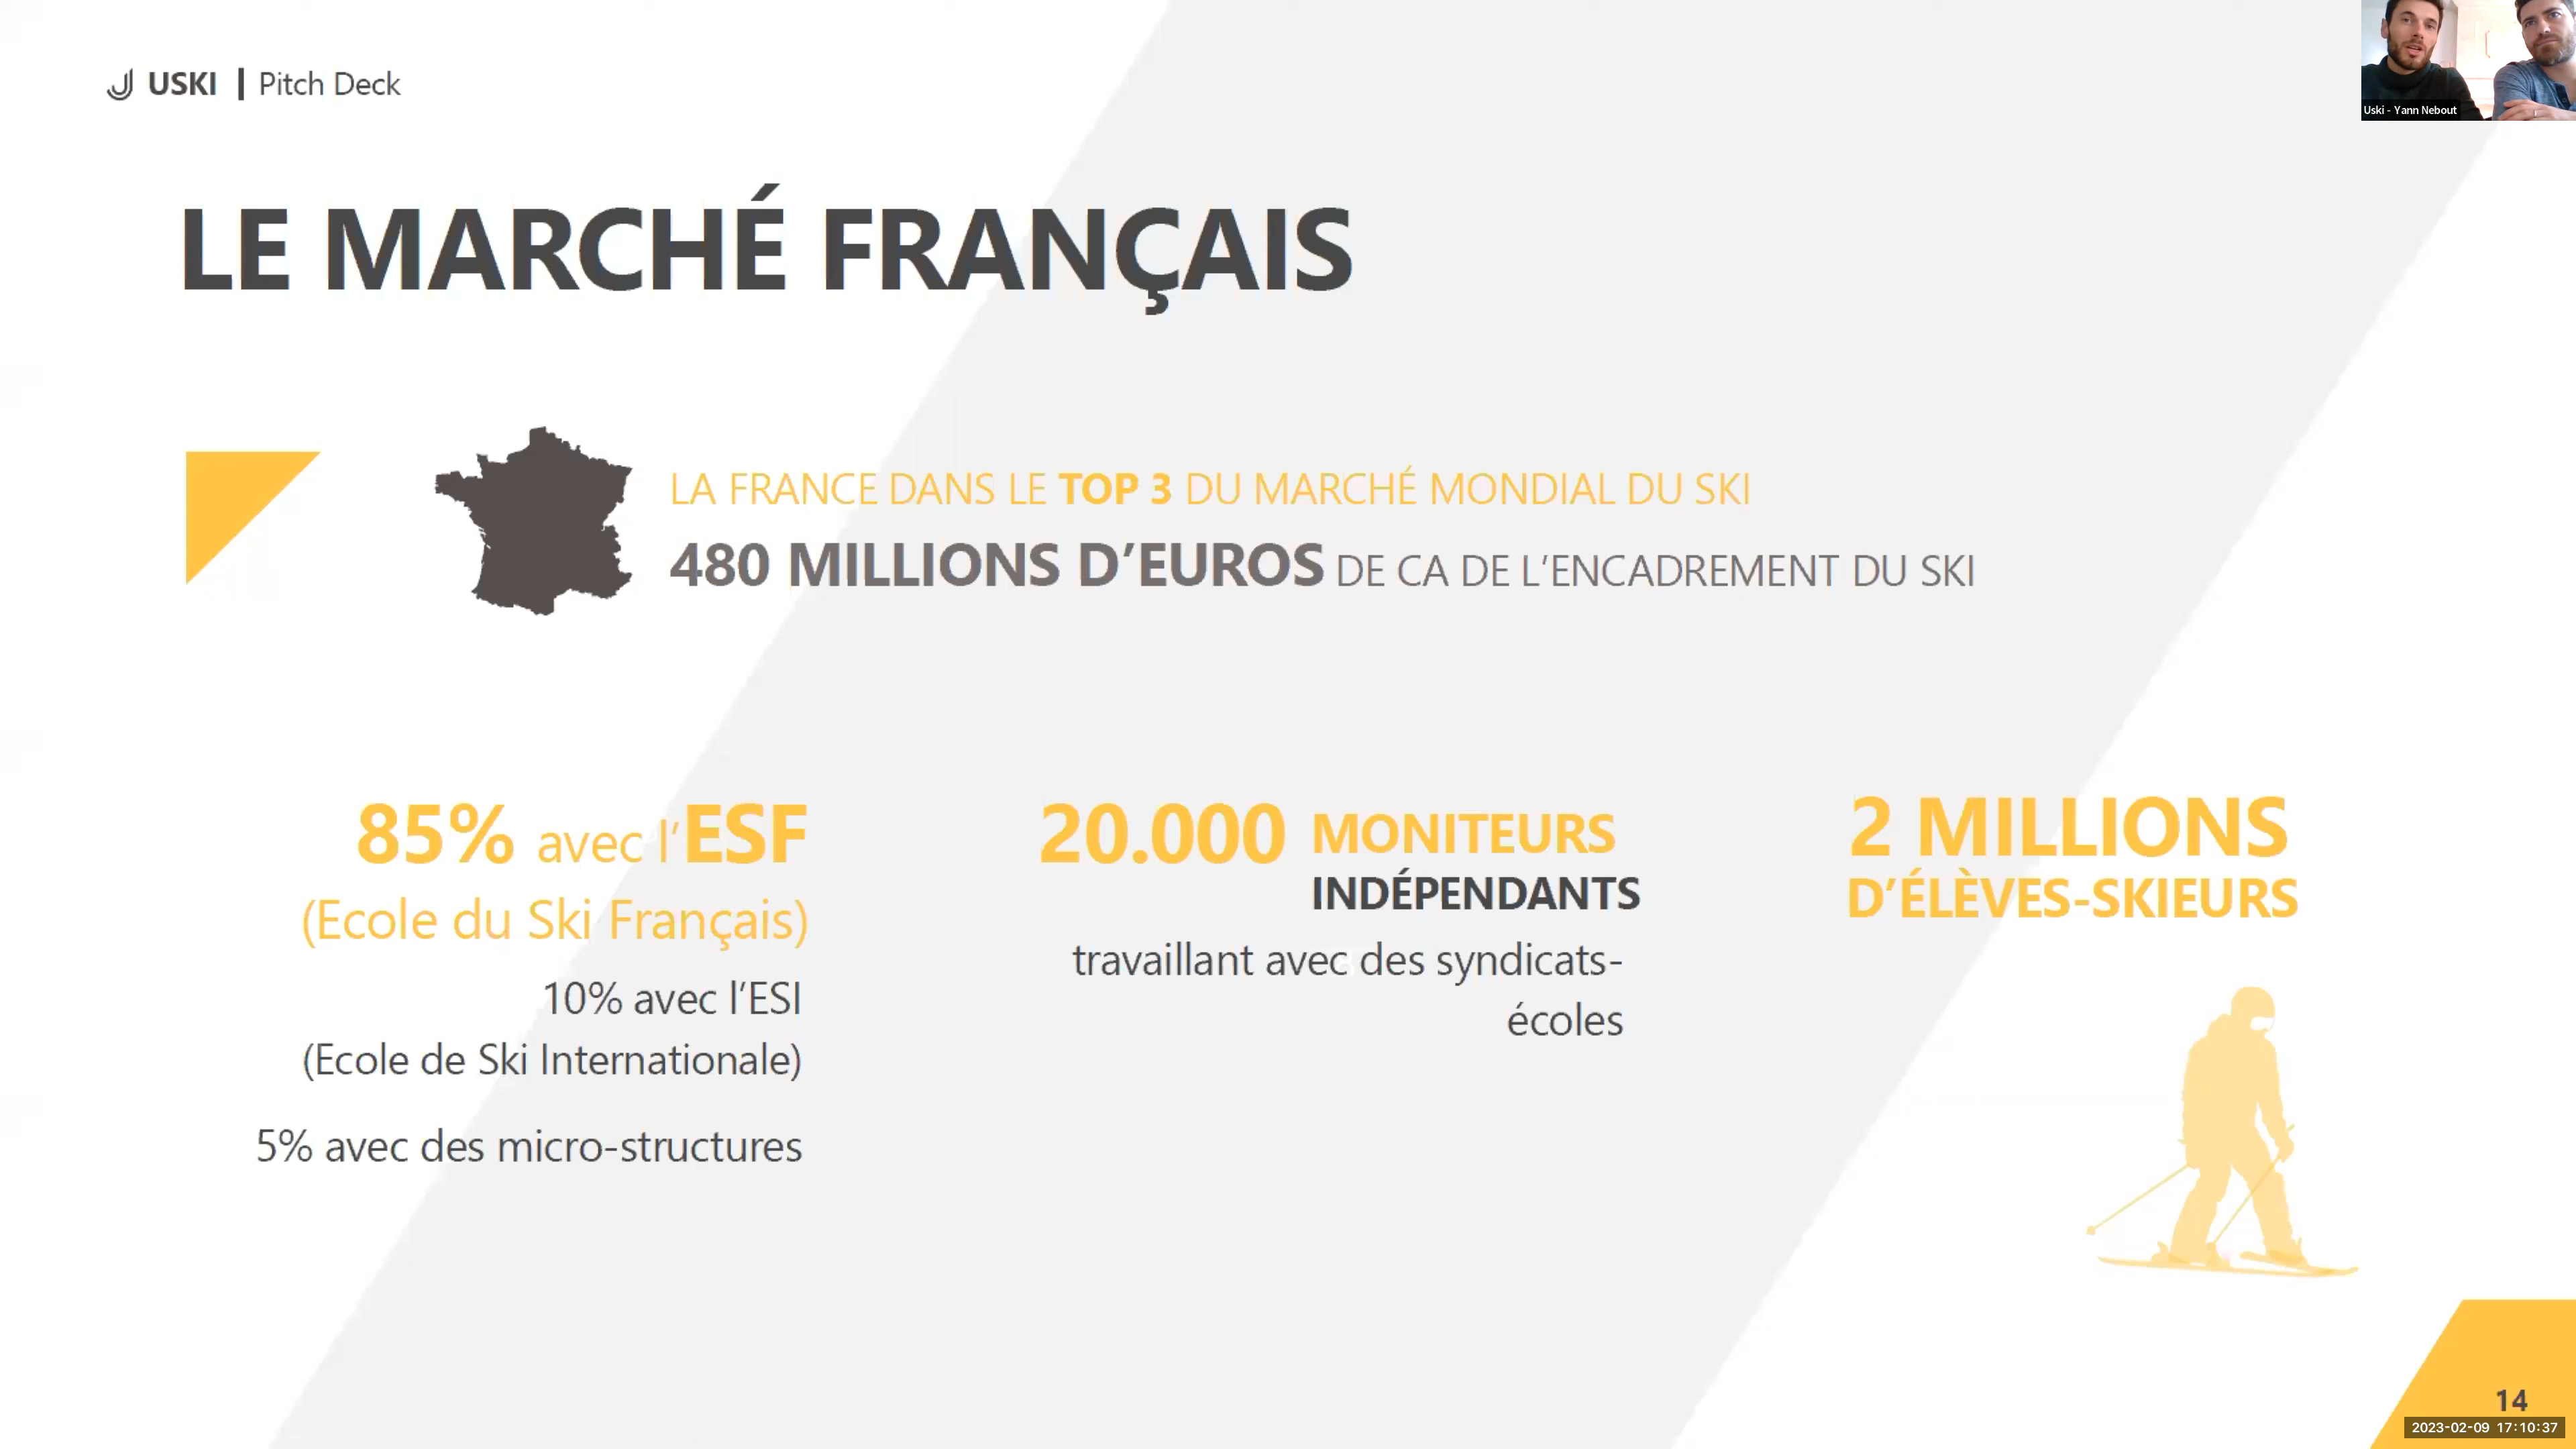 USKI | Pitch Deck
Uski - Yann Nebout
LE MARCHÉ FRANÇAIS
LA FRANCE DANS LE TOP 3 DU MARCHÉ MONDIAL DU SKI
480 MILLIONS D’EUROS DE CA DE L’ENCADREMENT DU SKI
85% avec l’ESF
(Ecole du Ski Français)
10% avec l’ESI
(Ecole de Ski Internationale)
5% avec des micro-structures
20.000 MONITEURS
INDÉPENDANTS
travaillant avec des syndicats-
écoles
2 MILLIONS
D’ÉLÈVES-SKIEURS
14
2023-02-09 17:10:37